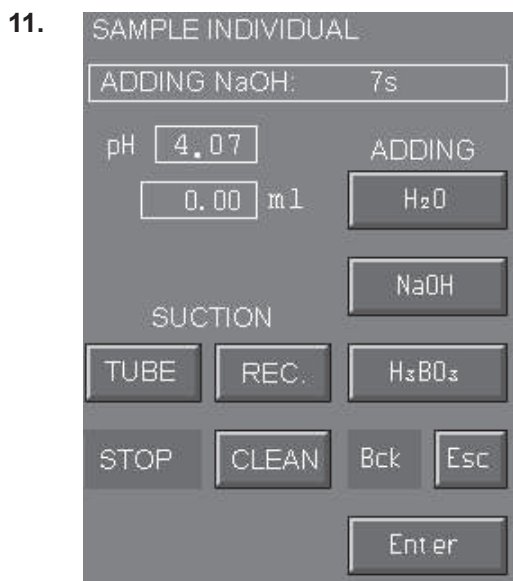 11.
SAMPLE INDIVIDUAL
ADDING NaOH: 7s
pH 4.07
ADDING
0.00 ml
H₂O
NaOH
SUCTION
TUBE REC. H₃BO₃
STOP CLEAN Bck Esc
Enter